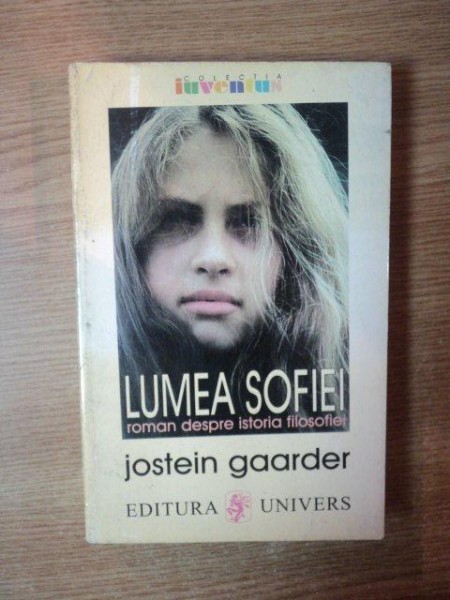 COLECȚIA
iuventus
LUMEA SOFIEI
roman despre istoria filosofiei
jostein gaarder
EDITURA UNIVERS